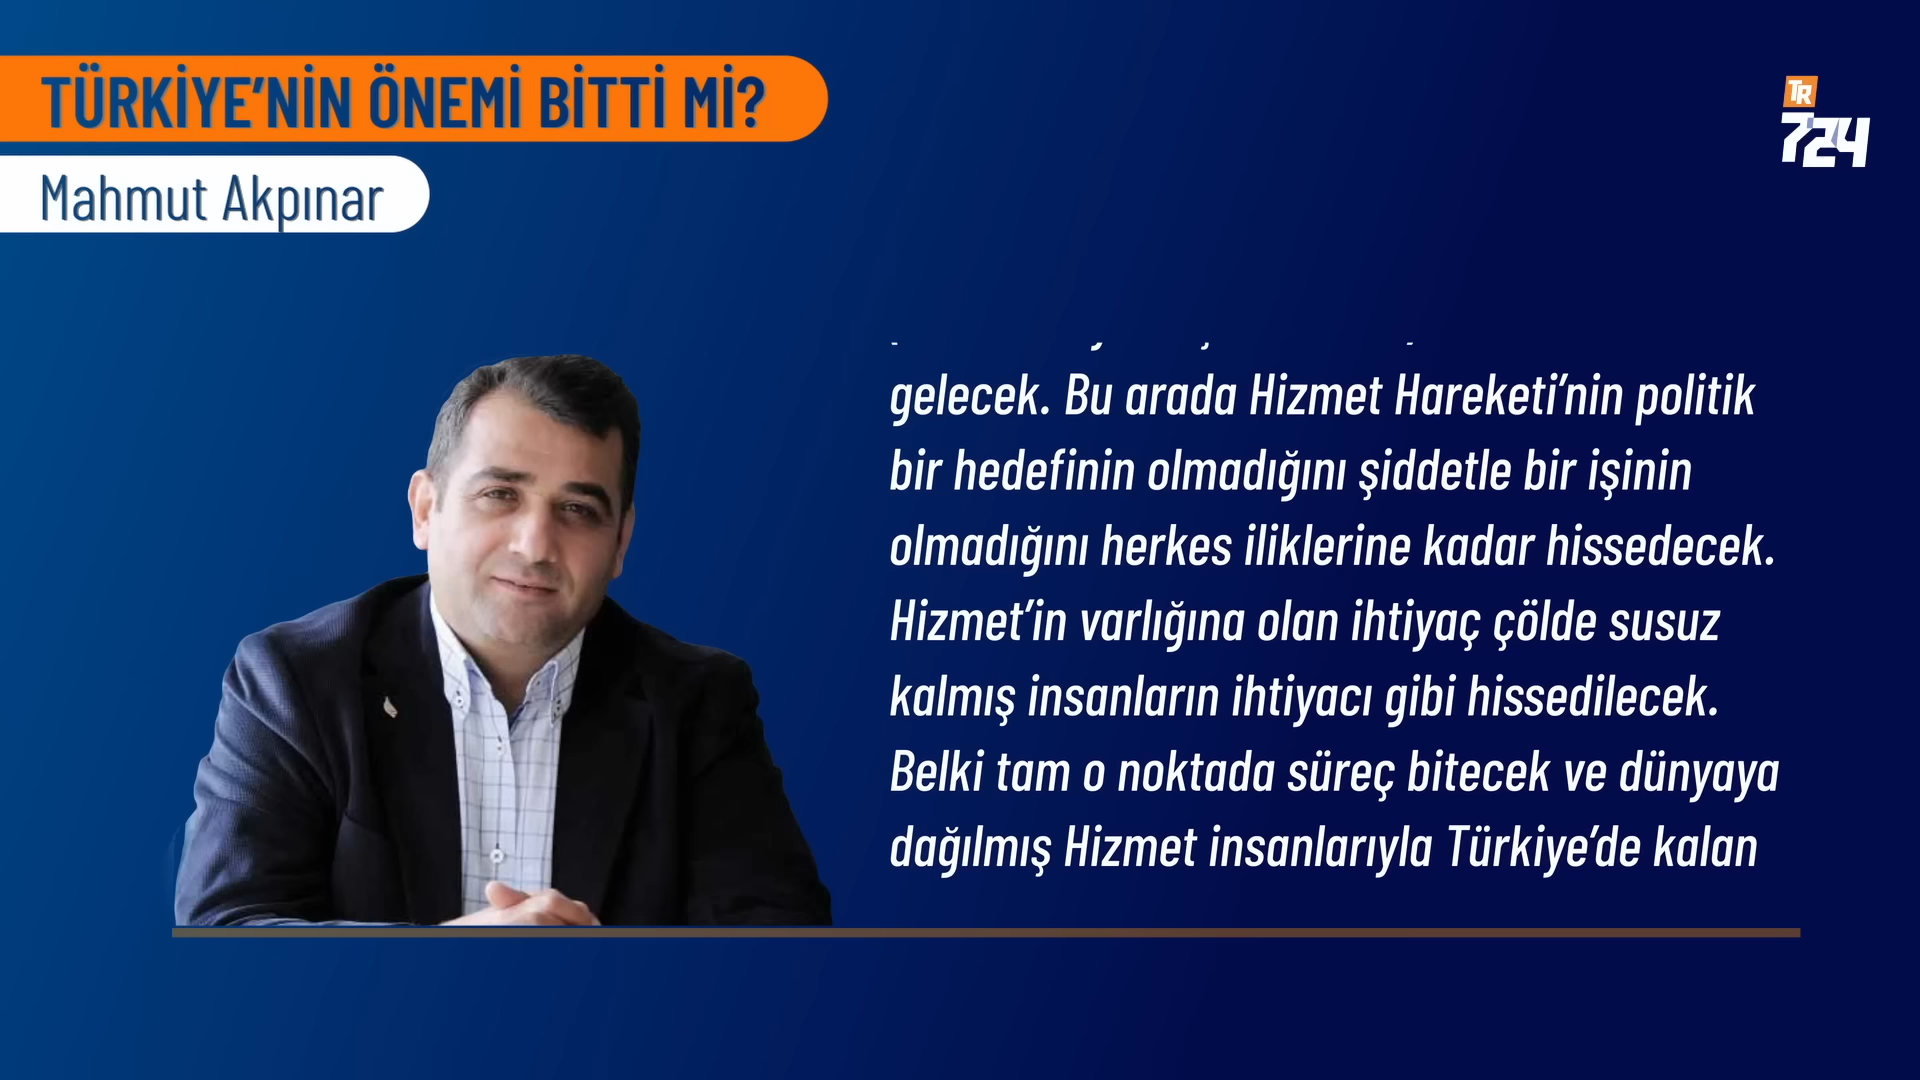 TÜRKİYE’NİN ÖNEMİ BİTTİ Mİ?
Mahmut Akpınar
TR
724
gelecek. Bu arada Hizmet Hareketi’nin politik
bir hedefinin olmadığını şiddetle bir işinin
olmadığını herkes iliklerine kadar hissedecek.
Hizmet’in varlığına olan ihtiyaç çölde susuz
kalmış insanların ihtiyacı gibi hissedilecek.
Belki tam o noktada süreç bitecek ve dünyaya
dağılmış Hizmet insanlarıyla Türkiye’de kalan